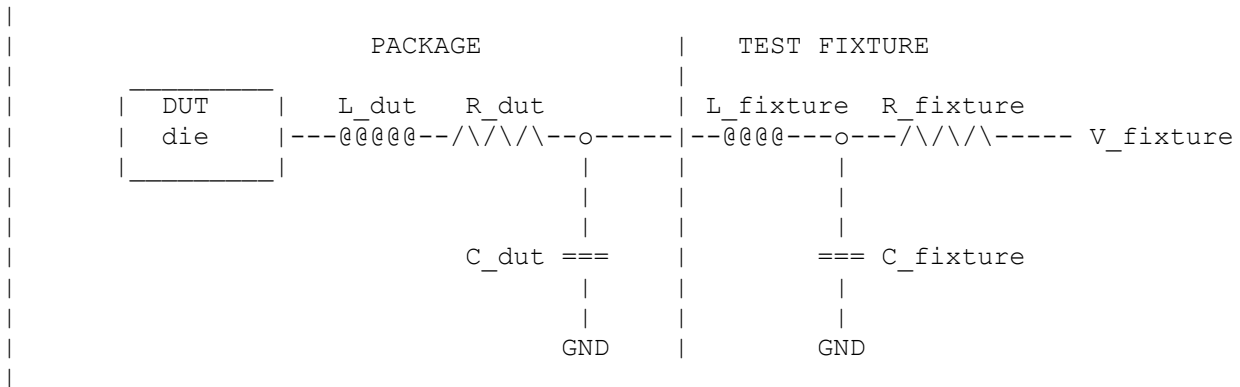 PACKAGE | TEST FIXTURE
DUT L_dut R_dut L_fixture R_fixture
die |---@@@@@--/\/\/\--o-----|--@@@@---o---/\/\/\----- V_fixture
C_dut === === C_fixture
GND | GND